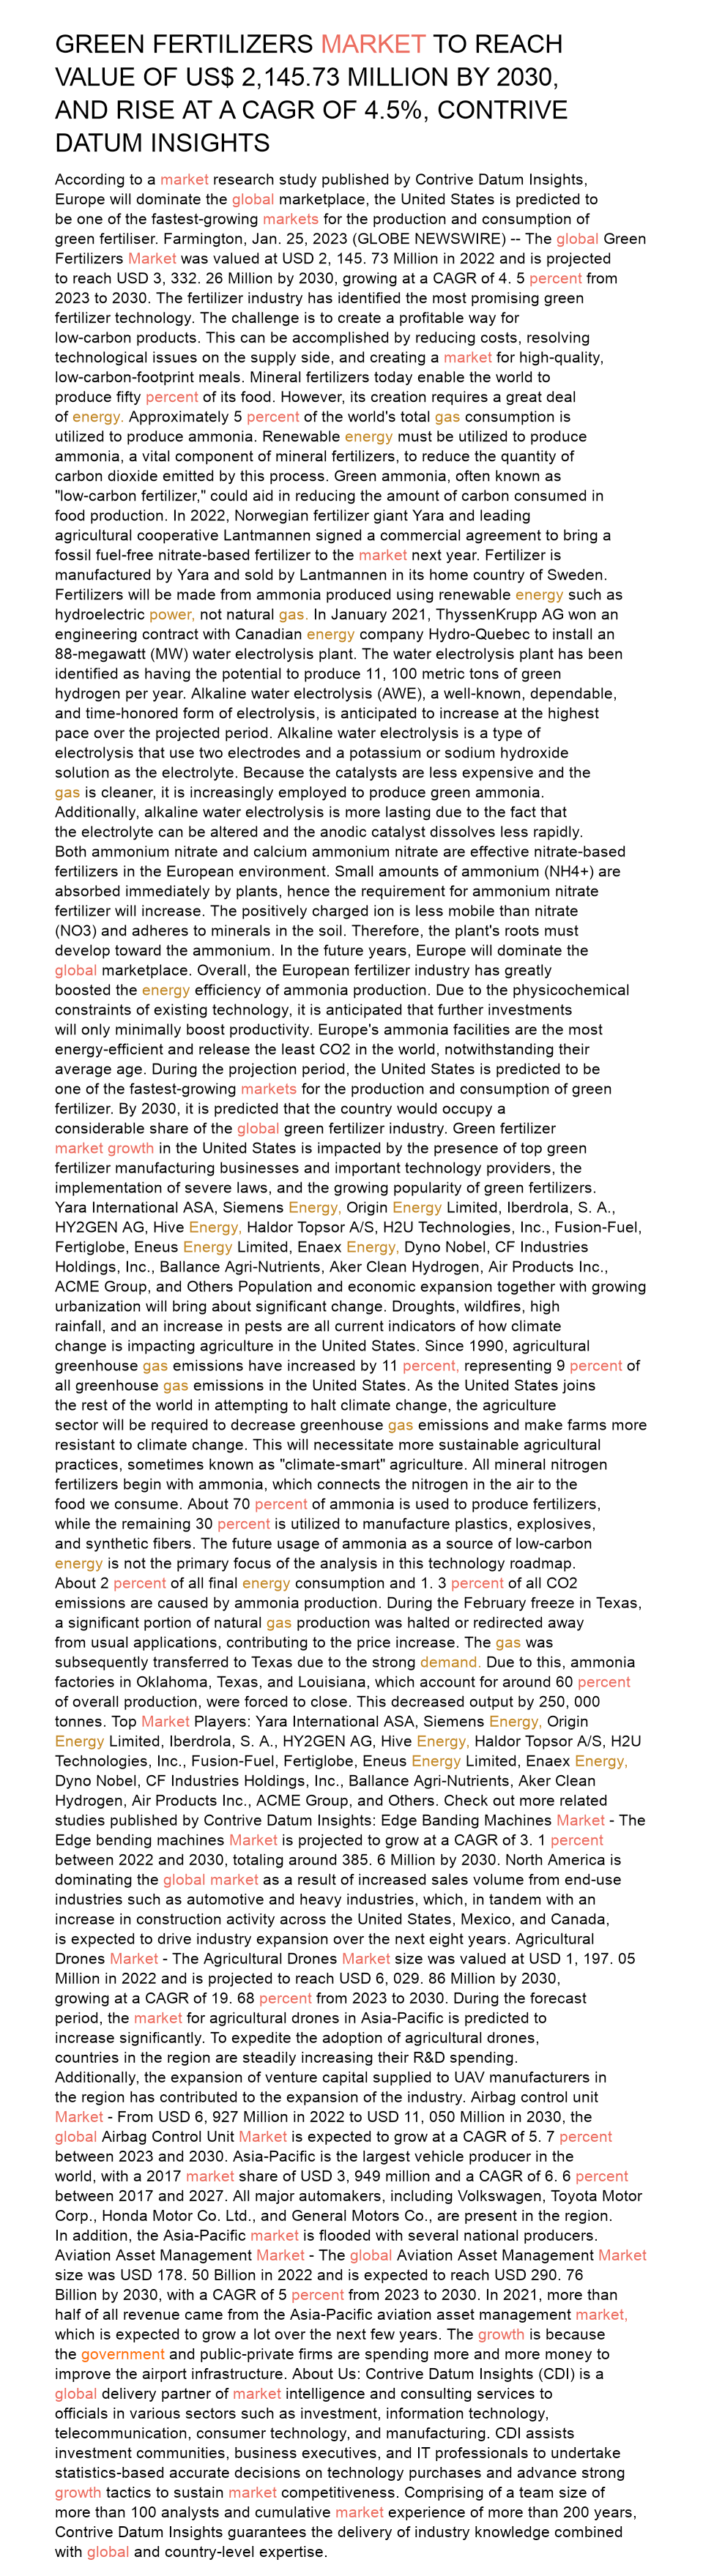 GREEN FERTILIZERS MARKET TO REACH
VALUE OF US$ 2,145.73 MILLION BY 2030,
AND RISE AT A CAGR OF 4.5%, CONTRIVE
DATUM INSIGHTS
According to a market research study published by Contrive Datum Insights,
Europe will dominate the global marketplace, the United States is predicted to
be one of the fastest-growing markets for the production and consumption of
green fertiliser. Farmington, Jan. 25, 2023 (GLOBE NEWSWIRE) -- The global Green
Fertilizers Market was valued at USD 2, 145. 73 Million in 2022 and is projected
to reach USD 3, 332. 26 Million by 2030, growing at a CAGR of 4. 5 percent from
2023 to 2030. The fertilizer industry has identified the most promising green
fertilizer technology. The challenge is to create a profitable way for
low-carbon products. This can be accomplished by reducing costs, resolving
technological issues on the supply side, and creating a market for high-quality,
low-carbon-footprint meals. Mineral fertilizers today enable the world to
produce fifty percent of its food. However, its creation requires a great deal
of energy. Approximately 5 percent of the world's total gas consumption is
utilized to produce ammonia. Renewable energy must be utilized to produce
ammonia, a vital component of mineral fertilizers, to reduce the quantity of
carbon dioxide emitted by this process. Green ammonia, often known as
"low-carbon fertilizer," could aid in reducing the amount of carbon consumed in
food production. In 2022, Norwegian fertilizer giant Yara and leading
agricultural cooperative Lantmannen signed a commercial agreement to bring a
fossil fuel-free nitrate-based fertilizer to the market next year. Fertilizer is
manufactured by Yara and sold by Lantmannen in its home country of Sweden.
Fertilizers will be made from ammonia produced using renewable energy such as
hydroelectric power, not natural gas. In January 2021, ThyssenKrupp AG won an
engineering contract with Canadian energy company Hydro-Quebec to install an
88-megawatt (MW) water electrolysis plant. The water electrolysis plant has been
identified as having the potential to produce 11, 100 metric tons of green
hydrogen per year. Alkaline water electrolysis (AWE), a well-known, dependable,
and time-honored form of electrolysis, is anticipated to increase at the highest
pace over the projected period. Alkaline water electrolysis is a type of
electrolysis that use two electrodes and a potassium or sodium hydroxide
solution as the electrolyte. Because the catalysts are less expensive and the
gas is cleaner, it is increasingly employed to produce green ammonia.
Additionally, alkaline water electrolysis is more lasting due to the fact that
the electrolyte can be altered and the anodic catalyst dissolves less rapidly.
Both ammonium nitrate and calcium ammonium nitrate are effective nitrate-based
fertilizers in the European environment. Small amounts of ammonium (NH4+) are
absorbed immediately by plants, hence the requirement for ammonium nitrate
fertilizer will increase. The positively charged ion is less mobile than nitrate
(NO3) and adheres to minerals in the soil. Therefore, the plant's roots must
develop toward the ammonium. In the future years, Europe will dominate the
global marketplace. Overall, the European fertilizer industry has greatly
boosted the energy efficiency of ammonia production. Due to the physicochemical
constraints of existing technology, it is anticipated that further investments
will only minimally boost productivity. Europe's ammonia facilities are the most
energy-efficient and release the least CO2 in the world, notwithstanding their
average age. During the projection period, the United States is predicted to be
one of the fastest-growing markets for the production and consumption of green
fertilizer. By 2030, it is predicted that the country would occupy a
considerable share of the global green fertilizer industry. Green fertilizer
market growth in the United States is impacted by the presence of top green
fertilizer manufacturing businesses and important technology providers, the
implementation of severe laws, and the growing popularity of green fertilizers.
Yara International ASA, Siemens Energy, Origin Energy Limited, Iberdrola, S. A.,
HY2GEN AG, Hive Energy, Haldor Topsor A/S, H2U Technologies, Inc., Fusion-Fuel,
Fertiglobe, Eneus Energy Limited, Enaex Energy, Dyno Nobel, CF Industries
Holdings, Inc., Ballance Agri-Nutrients, Aker Clean Hydrogen, Air Products Inc.,
ACME Group, and Others Population and economic expansion together with growing
urbanization will bring about significant change. Droughts, wildfires, high
rainfall, and an increase in pests are all current indicators of how climate
change is impacting agriculture in the United States. Since 1990, agricultural
greenhouse gas emissions have increased by 11 percent, representing 9 percent of
all greenhouse gas emissions in the United States. As the United States joins
the rest of the world in attempting to halt climate change, the agriculture
sector will be required to decrease greenhouse gas emissions and make farms more
resistant to climate change. This will necessitate more sustainable agricultural
practices, sometimes known as "climate-smart" agriculture. All mineral nitrogen
fertilizers begin with ammonia, which connects the nitrogen in the air to the
food we consume. About 70 percent of ammonia is used to produce fertilizers,
while the remaining 30 percent is utilized to manufacture plastics, explosives,
and synthetic fibers. The future usage of ammonia as a source of low-carbon
energy is not the primary focus of the analysis in this technology roadmap.
About 2 percent of all final energy consumption and 1. 3 percent of all CO2
emissions are caused by ammonia production. During the February freeze in Texas,
a significant portion of natural gas production was halted or redirected away
from usual applications, contributing to the price increase. The gas was
subsequently transferred to Texas due to the strong demand. Due to this, ammonia
factories in Oklahoma, Texas, and Louisiana, which account for around 60 percent
of overall production, were forced to close. This decreased output by 250, 000
tonnes. Top Market Players: Yara International ASA, Siemens Energy, Origin
Energy Limited, Iberdrola, S. A., HY2GEN AG, Hive Energy, Haldor Topsor A/S, H2U
Technologies, Inc., Fusion-Fuel, Fertiglobe, Eneus Energy Limited, Enaex Energy,
Dyno Nobel, CF Industries Holdings, Inc., Ballance Agri-Nutrients, Aker Clean
Hydrogen, Air Products Inc., ACME Group, and Others. Check out more related
studies published by Contrive Datum Insights: Edge Banding Machines Market - The
Edge bending machines Market is projected to grow at a CAGR of 3. 1 percent
between 2022 and 2030, totaling around 385. 6 Million by 2030. North America is
dominating the global market as a result of increased sales volume from end-use
industries such as automotive and heavy industries, which, in tandem with an
increase in construction activity across the United States, Mexico, and Canada,
is expected to drive industry expansion over the next eight years. Agricultural
Drones Market - The Agricultural Drones Market size was valued at USD 1, 197. 05
Million in 2022 and is projected to reach USD 6, 029. 86 Million by 2030,
growing at a CAGR of 19. 68 percent from 2023 to 2030. During the forecast
period, the market for agricultural drones in Asia-Pacific is predicted to
increase significantly. To expedite the adoption of agricultural drones,
countries in the region are steadily increasing their R&D spending.
Additionally, the expansion of venture capital supplied to UAV manufacturers in
the region has contributed to the expansion of the industry. Airbag control unit
Market - From USD 6, 927 Million in 2022 to USD 11, 050 Million in 2030, the
global Airbag Control Unit Market is expected to grow at a CAGR of 5. 7 percent
between 2023 and 2030. Asia-Pacific is the largest vehicle producer in the
world, with a 2017 market share of USD 3, 949 million and a CAGR of 6. 6 percent
between 2017 and 2027. All major automakers, including Volkswagen, Toyota Motor
Corp., Honda Motor Co. Ltd., and General Motors Co., are present in the region.
In addition, the Asia-Pacific market is flooded with several national producers.
Aviation Asset Management Market - The global Aviation Asset Management Market
size was USD 178. 50 Billion in 2022 and is expected to reach USD 290. 76
Billion by 2030, with a CAGR of 5 percent from 2023 to 2030. In 2021, more than
half of all revenue came from the Asia-Pacific aviation asset management market,
which is expected to grow a lot over the next few years. The growth is because
the government and public-private firms are spending more and more money to
improve the airport infrastructure. About Us: Contrive Datum Insights (CDI) is a
global delivery partner of market intelligence and consulting services to
officials in various sectors such as investment, information technology,
telecommunication, consumer technology, and manufacturing. CDI assists
investment communities, business executives, and IT professionals to undertake
statistics-based accurate decisions on technology purchases and advance strong
growth tactics to sustain market competitiveness. Comprising of a team size of
more than 100 analysts and cumulative market experience of more than 200 years,
Contrive Datum Insights guarantees the delivery of industry knowledge combined
with global and country-level expertise.